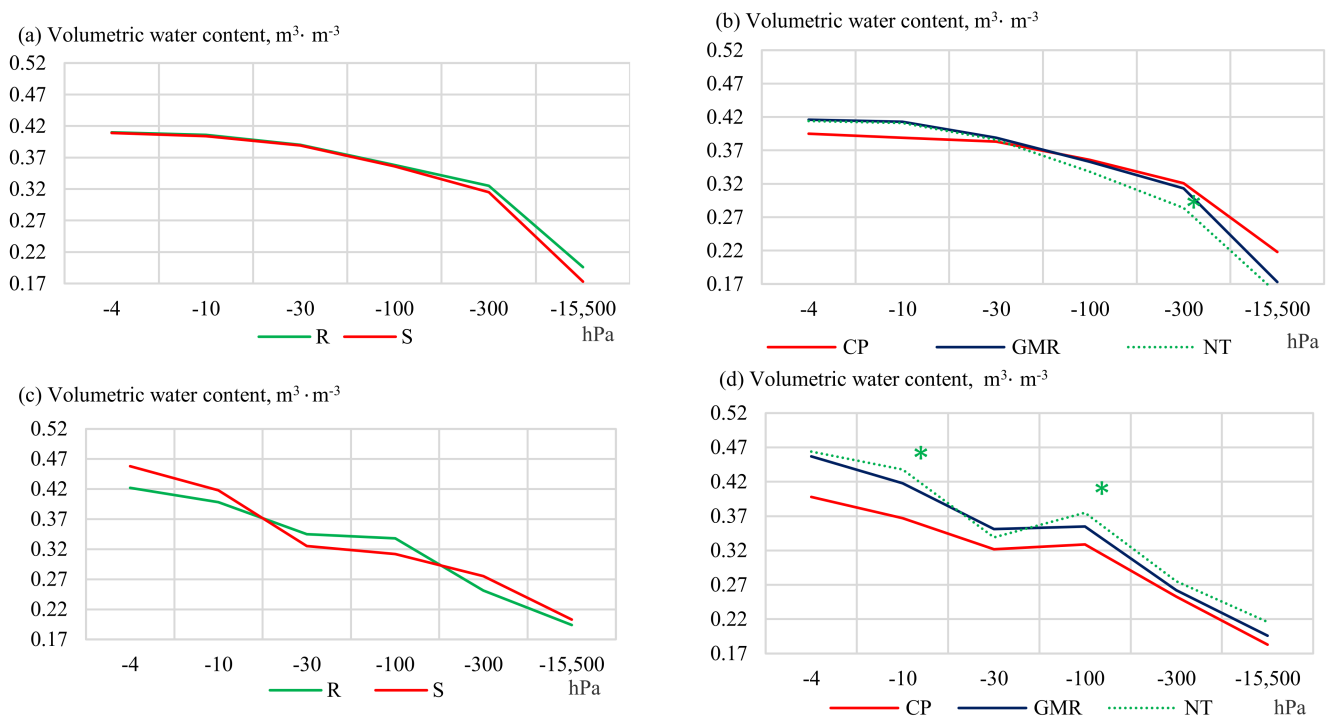 (a) Volumetric water content, m³· m⁻³
0.52
0.47
0.42
0.37
0.32
0.27
0.22
0.17
-4 -10 -30 -100 -300 -15,500
hPa
R S
(b) Volumetric water content, m³· m⁻³
0.52
0.47
0.42
0.37
0.32
0.27
0.22
0.17
*
-4 -10 -30 -100 -300 -15,500
CP GMR NT hPa
(c) Volumetric water content, m³ · m⁻³
0.52
0.47
0.42
0.37
0.32
0.27
0.22
0.17
-4 -10 -30 -100 -300 -15,500
R S hPa
(d) Volumetric water content, m³· m⁻³
0.52
0.47
0.42
0.37
0.32
0.27
0.22
0.17
*
*
-4 -10 -30 -100 -300 -15,500
CP GMR NT hPa